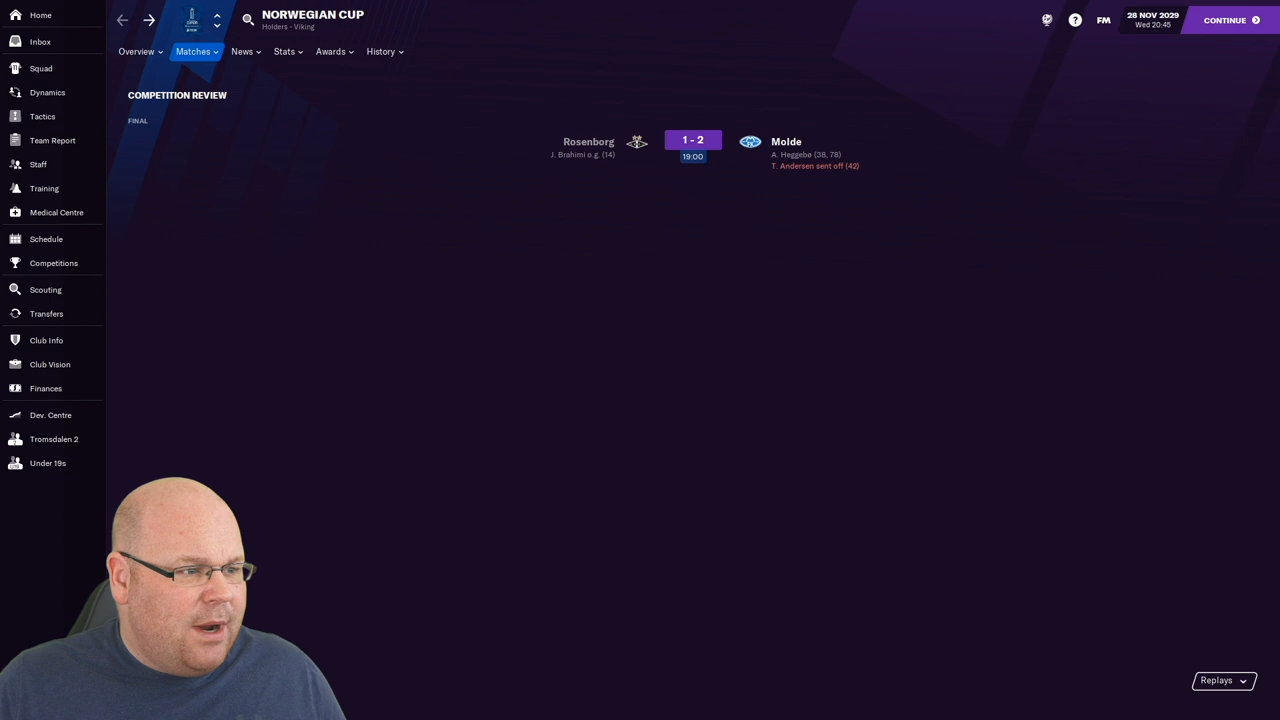 Home
Inbox
Squad
Dynamics
Tactics
Team Report
Staff
Training
Medical Centre
Schedule
Competitions
Scouting
Transfers
Club Info
Club Vision
Finances
Dev. Centre
Tromsdalen 2
Under 19s
NORWEGIAN CUP
Holders - Viking
FM
28 NOV 2029
Wed 20:45
CONTINUE
Overview
Matches
News
Stats
Awards
History
COMPETITION REVIEW
FINAL
Rosenborg
J. Brahimi o.g. (14)
1 - 2
19:00
Molde
A. Heggebø (38, 78)
T. Andersen sent off (42)
Replays